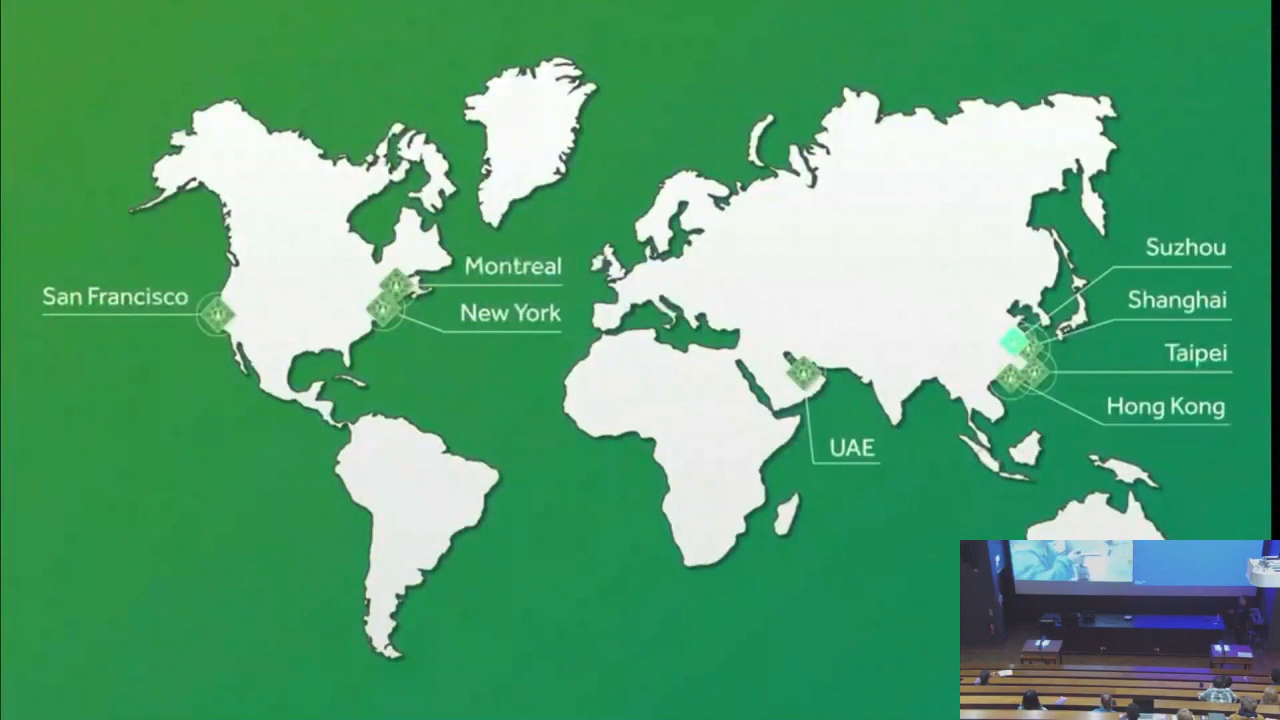 San Francisco
Montreal
New York
UAE
Suzhou
Shanghai
Taipei
Hong Kong